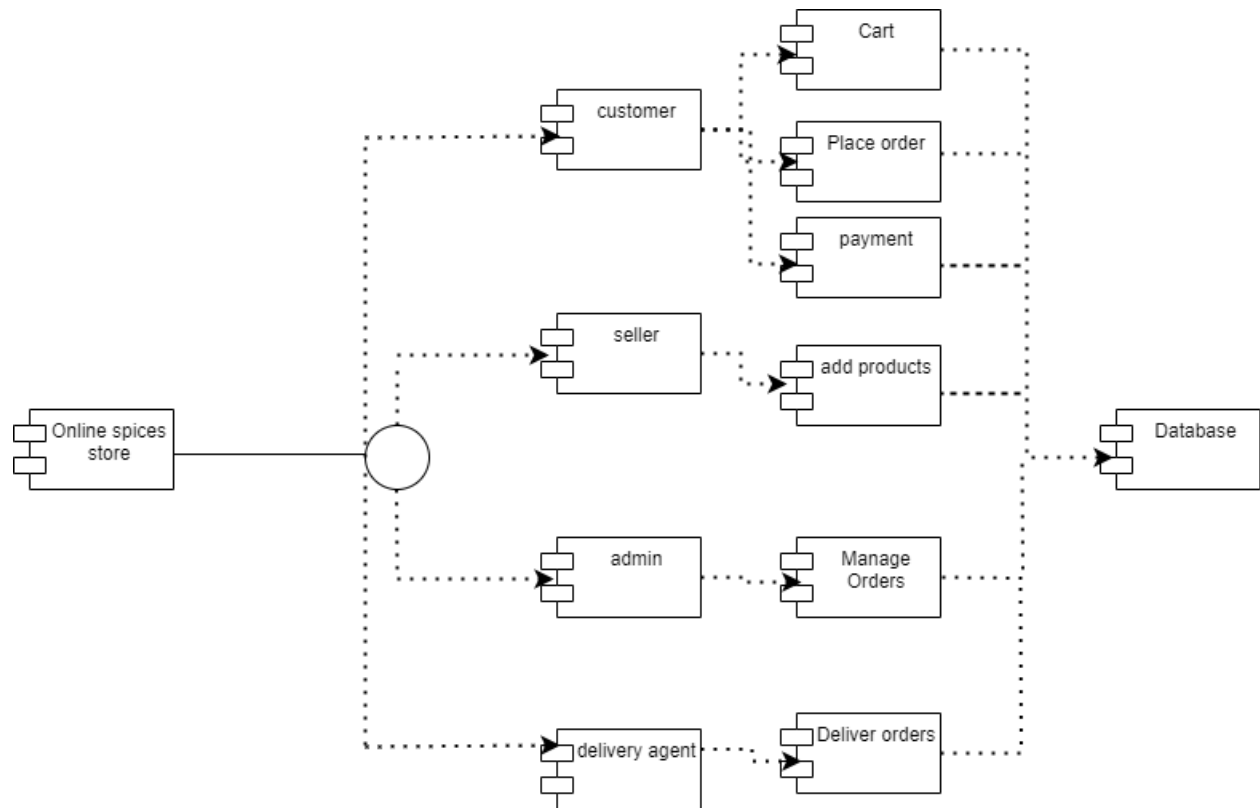 Cart
customer
Place order
payment
seller
add products
Online spices
store
Database
admin
Manage
Orders
delivery agent
Deliver orders